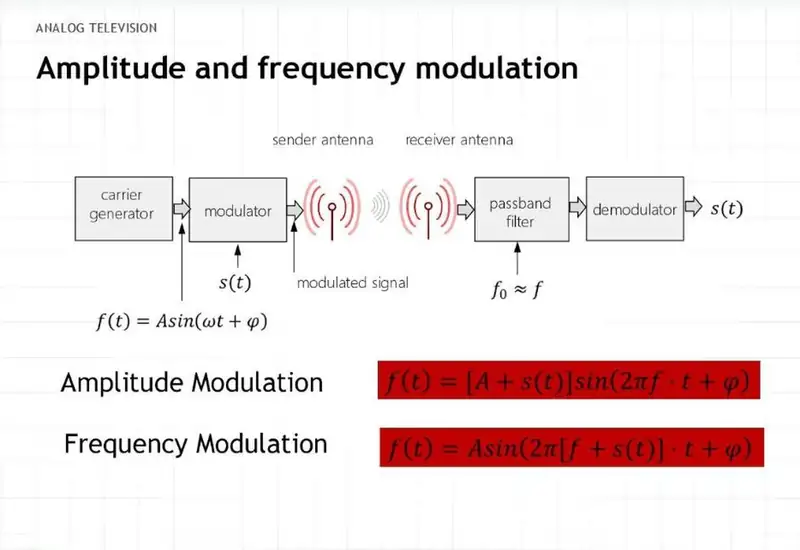 ANALOG TELEVISION
Amplitude and frequency modulation
sender antenna
receiver antenna
carrier
generator
modulator
passband
filter
demodulator
s(t)
s(t)
modulated signal
f₀ ≈ f
f(t) = Asin(ωt + φ)
Amplitude Modulation
f(t) = [A + s(t)]sin(2πf · t + φ)
Frequency Modulation
f(t) = Asin(2π[f + s(t)] · t + φ)